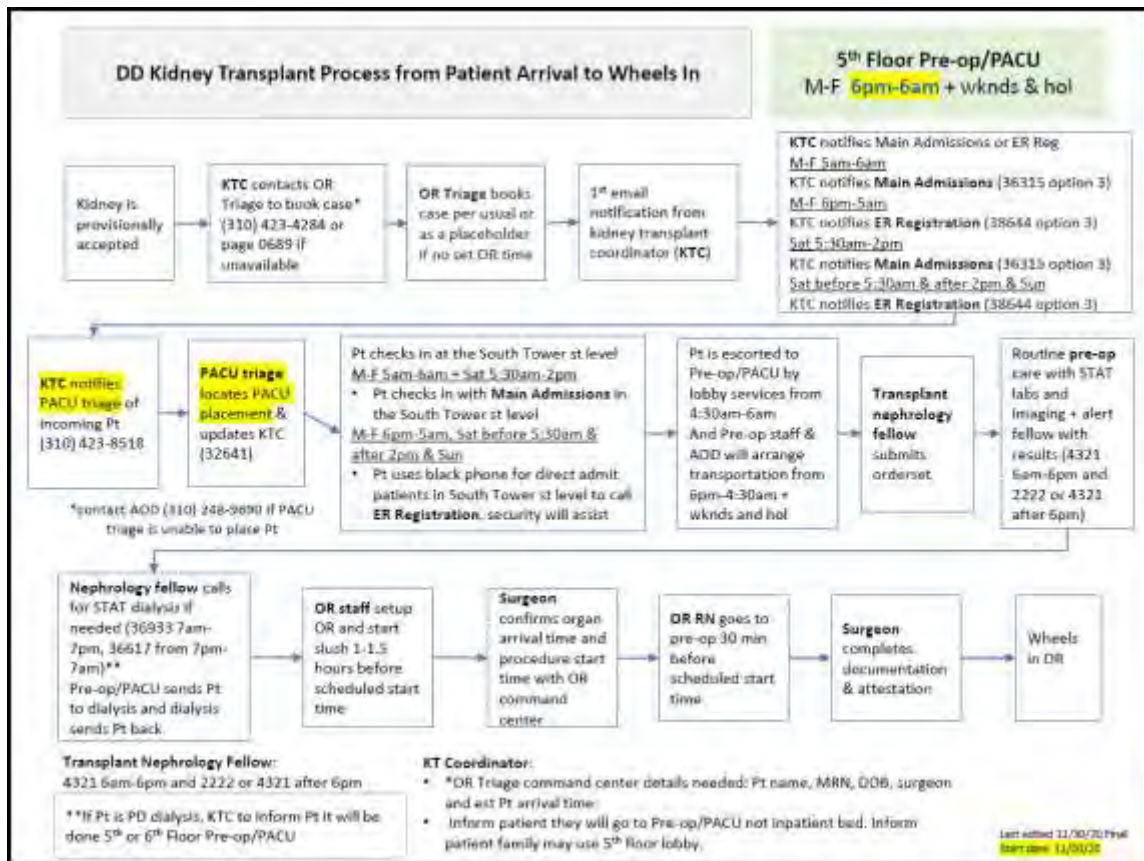 DD Kidney Transplant Process from Patient Arrival to Wheels In
5th Floor Pre-op/PACU
M-F 6pm-6am + wknds & hol
Kidney is
provisionally
accepted
KTC contacts OR
Triage to book case*
(310) 423-4284 or
page 0689 if
unavailable
OR Triage books
case per usual or
as a placeholder
if no set OR time
1st email
notification from
kidney transplant
coordinator (KTC)
KTC notifies Main Admissions or ER Reg
M-F 5am-6am
KTC notifies Main Admissions (36315 option 3)
M-F 6pm-5am
KTC notifies ER Registration (38644 option 3)
Sat 5:30am-2pm
KTC notifies Main Admissions (36315 option 3)
Sat before 5:30am & after 2pm & Sun
KTC notifies ER Registration (38644 option 3)
KTC notifies
PACU triage of
incoming Pt
(310) 423-8518
PACU triage
locates PACU
placement &
updates KTC
(32641)
*contact AOD (310) 248-9690 if PACU
triage is unable to place Pt
Pt checks in at the South Tower st level
M-F 5am-6am + Sat 5:30am-2pm
• Pt checks in with Main Admissions in
the South Tower st level
M-F 6pm-5am, Sat before 5:30am &
after 2pm & Sun
• Pt uses black phone for direct admit
patients in South Tower st level to call
ER Registration, security will assist
Pt is escorted to
Pre-op/PACU by
lobby services from
4:30am-6am
And Pre-op staff &
AOD will arrange
transportation from
6pm-4:30am +
wknds and hol
Transplant
nephrology
fellow
submits
orderset
Routine pre-op
care with STAT
labs and
imaging + alert
fellow with
results (4321
6am-6pm and
2222 or 4321
after 6pm)
Nephrology fellow calls
for STAT dialysis if
needed (36933 7am-
7pm, 36617 from 7pm-
7am)**
Pre-op/PACU sends Pt
to dialysis and dialysis
sends Pt back
OR staff setup
OR and start
slush 1-1.5
hours before
scheduled start
time
Surgeon
confirms organ
arrival time and
procedure start
time with OR
command
center
OR RN goes to
pre-op 30 min
before
scheduled start
time
Surgeon
completes
documentation
& attestation
Wheels
in OR
Transplant Nephrology Fellow:
4321 6am-6pm and 2222 or 4321 after 6pm
**If Pt is PD dialysis, KTC to inform Pt it will be
done 5th or 6th Floor Pre-op/PACU
KT Coordinator:
• *OR Triage command center details needed: Pt name, MRN, DOB, surgeon
and est Pt arrival time
• Inform patient they will go to Pre-op/PACU not inpatient bed. Inform
patient family may use 5th floor lobby.
Last edited 11/30/20 Final
Start date: